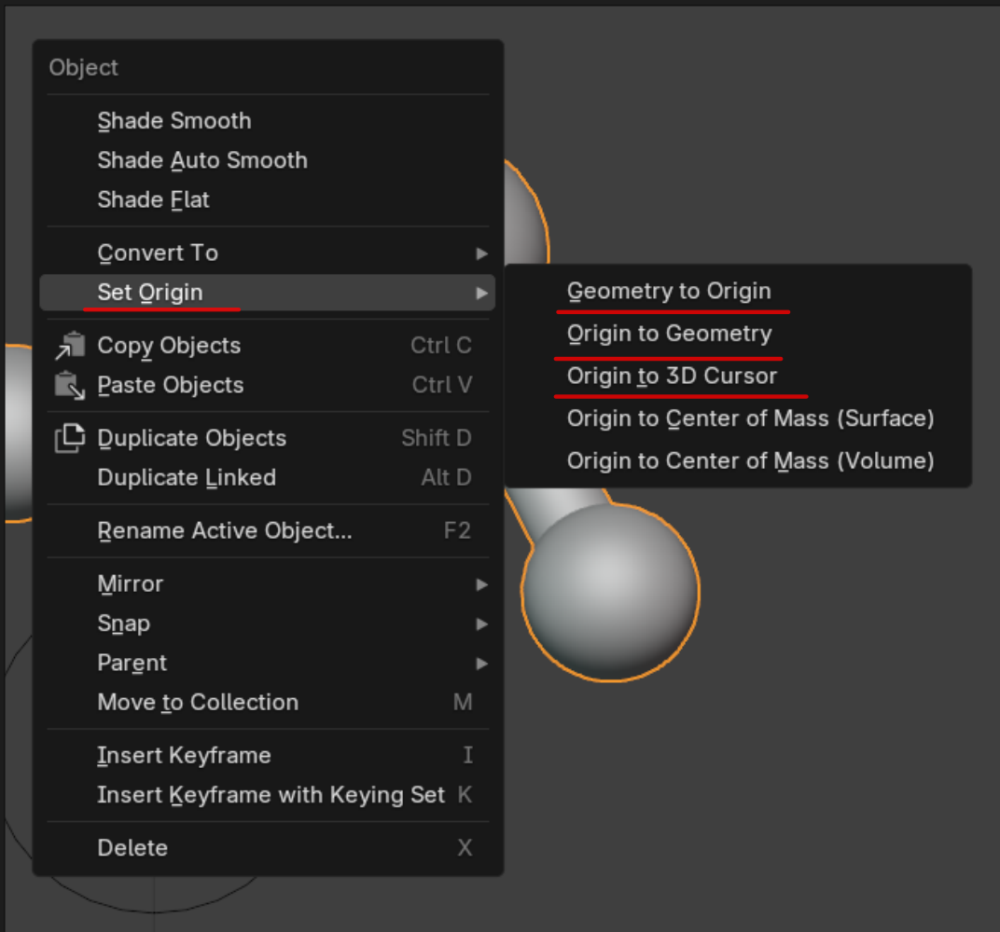 Object
Shade Smooth
Shade Auto Smooth
Shade Flat
Convert To
Set Origin
Geometry to Origin
Origin to Geometry
Origin to 3D Cursor
Origin to Center of Mass (Surface)
Origin to Center of Mass (Volume)
Copy Objects Ctrl C
Paste Objects Ctrl V
Duplicate Objects Shift D
Duplicate Linked Alt D
Rename Active Object... F2
Mirror
Snap
Parent
Move to Collection M
Insert Keyframe I
Insert Keyframe with Keying Set K
Delete X